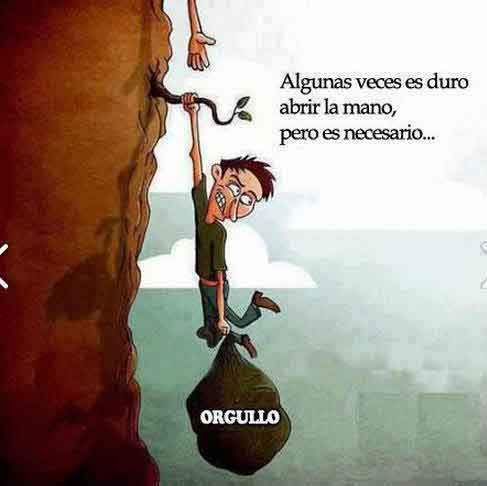 Algunas veces es duro
abrir la mano,
pero es necesario...
ORGULLO